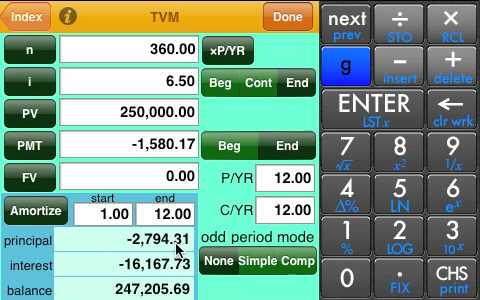 Index i TVM Done
n 360.00 xP/YR
i 6.50 Beg Cont End
PV 250,000.00
PMT -1,580.17 Beg End
FV 0.00 P/YR 12.00
start end
Amortize 1.00 12.00 C/YR 12.00
principal -2,794.31 odd period mode
interest -16,167.73 None Simple Comp
balance 247,205.69
next ÷ ×
prev STO RCL
g − +
insert delete
ENTER ←
LST x clr wrk
7 8 9
√x x² 1/x
4 5 6
Δ% LN eˣ
1 2 3
% LOG 10ˣ
0 · CHS
FIX print